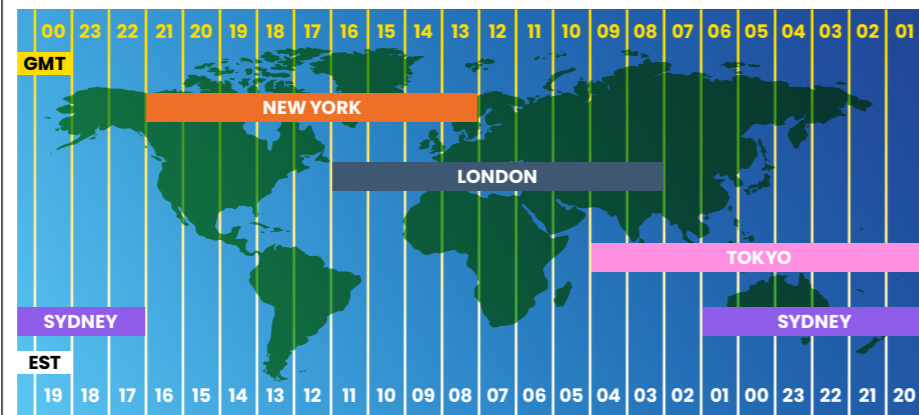 00 23 22 21 20 19 18 17 16 15 14 13 12 11 10 09 08 07 06 05 04 03 02 01
GMT
NEW YORK
LONDON
TOKYO
SYDNEY SYDNEY
EST
19 18 17 16 15 14 13 12 11 10 09 08 07 06 05 04 03 02 01 00 23 22 21 20